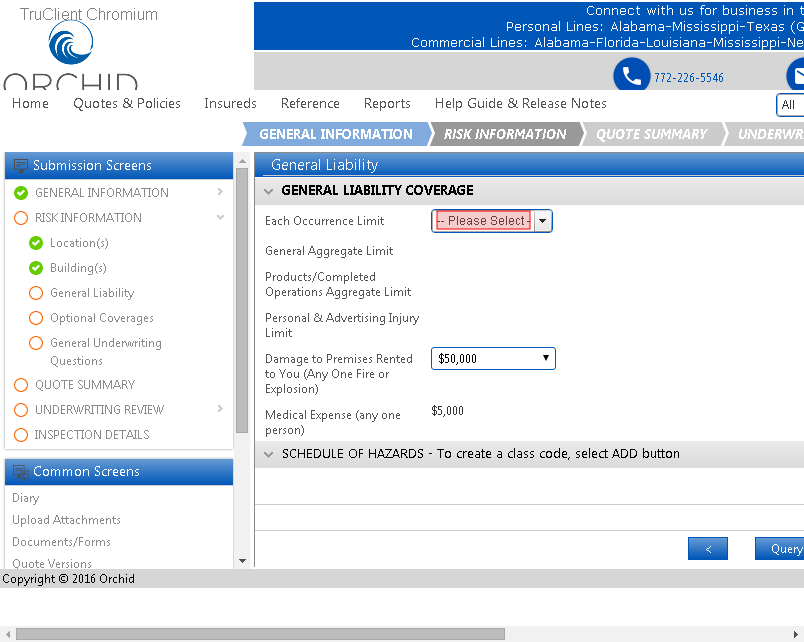 TruClient Chromium
Connect with us for business in t
Personal Lines: Alabama-Mississippi-Texas (G
Commercial Lines: Alabama-Florida-Louisiana-Mississippi-Ne
ORCHID
772-226-5546
Home Quotes & Policies Insureds Reference Reports Help Guide & Release Notes All
GENERAL INFORMATION RISK INFORMATION QUOTE SUMMARY UNDERWR
Submission Screens
GENERAL INFORMATION
RISK INFORMATION
Location(s)
Building(s)
General Liability
Optional Coverages
General Underwriting
Questions
QUOTE SUMMARY
UNDERWRITING REVIEW
INSPECTION DETAILS
Common Screens
Diary
Upload Attachments
Documents/Forms
Quote Versions
General Liability
GENERAL LIABILITY COVERAGE
Each Occurrence Limit -- Please Select -
General Aggregate Limit
Products/Completed
Operations Aggregate Limit
Personal & Advertising Injury
Limit
Damage to Premises Rented $50,000
to You (Any One Fire or
Explosion)
Medical Expense (any one $5,000
person)
SCHEDULE OF HAZARDS - To create a class code, select ADD button
< Query
Copyright © 2016 Orchid